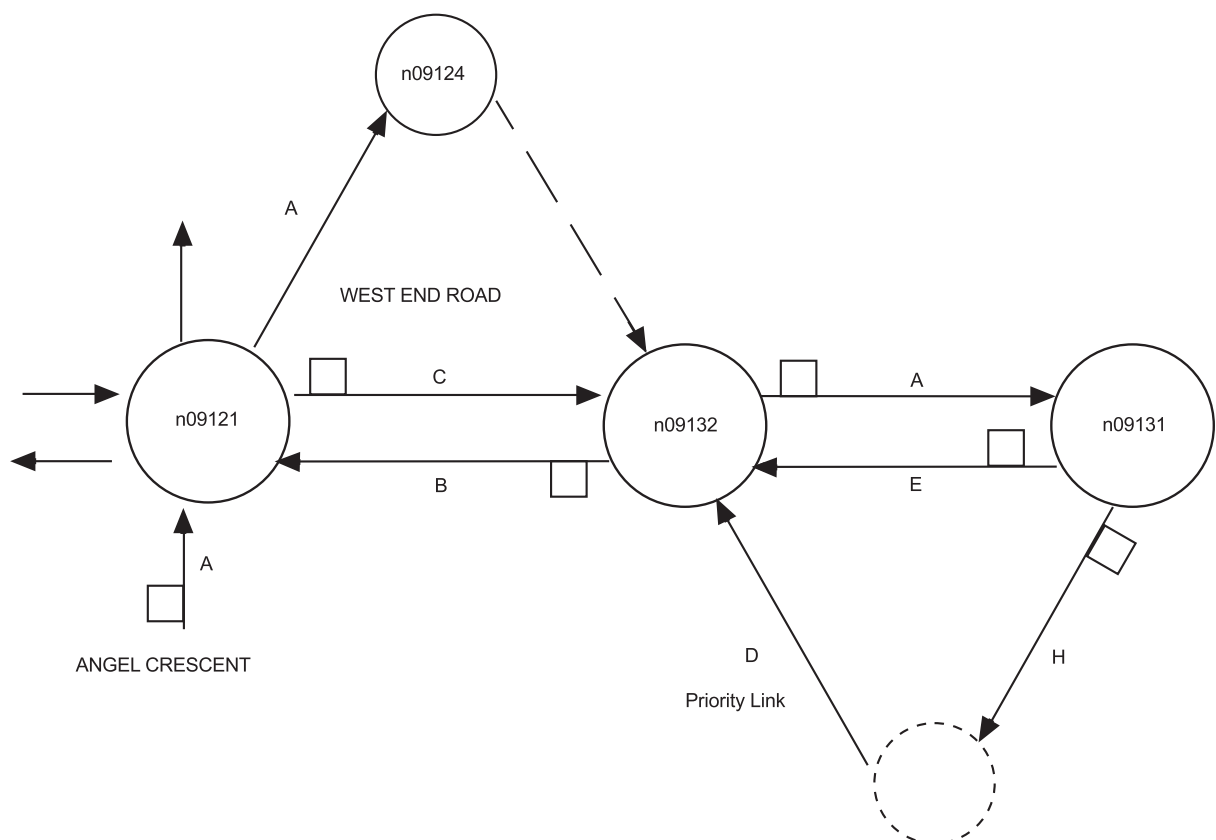 n09124
A
WEST END ROAD
C
A
n09121
n09132
n09131
B
E
A
ANGEL CRESCENT
D
H
Priority Link